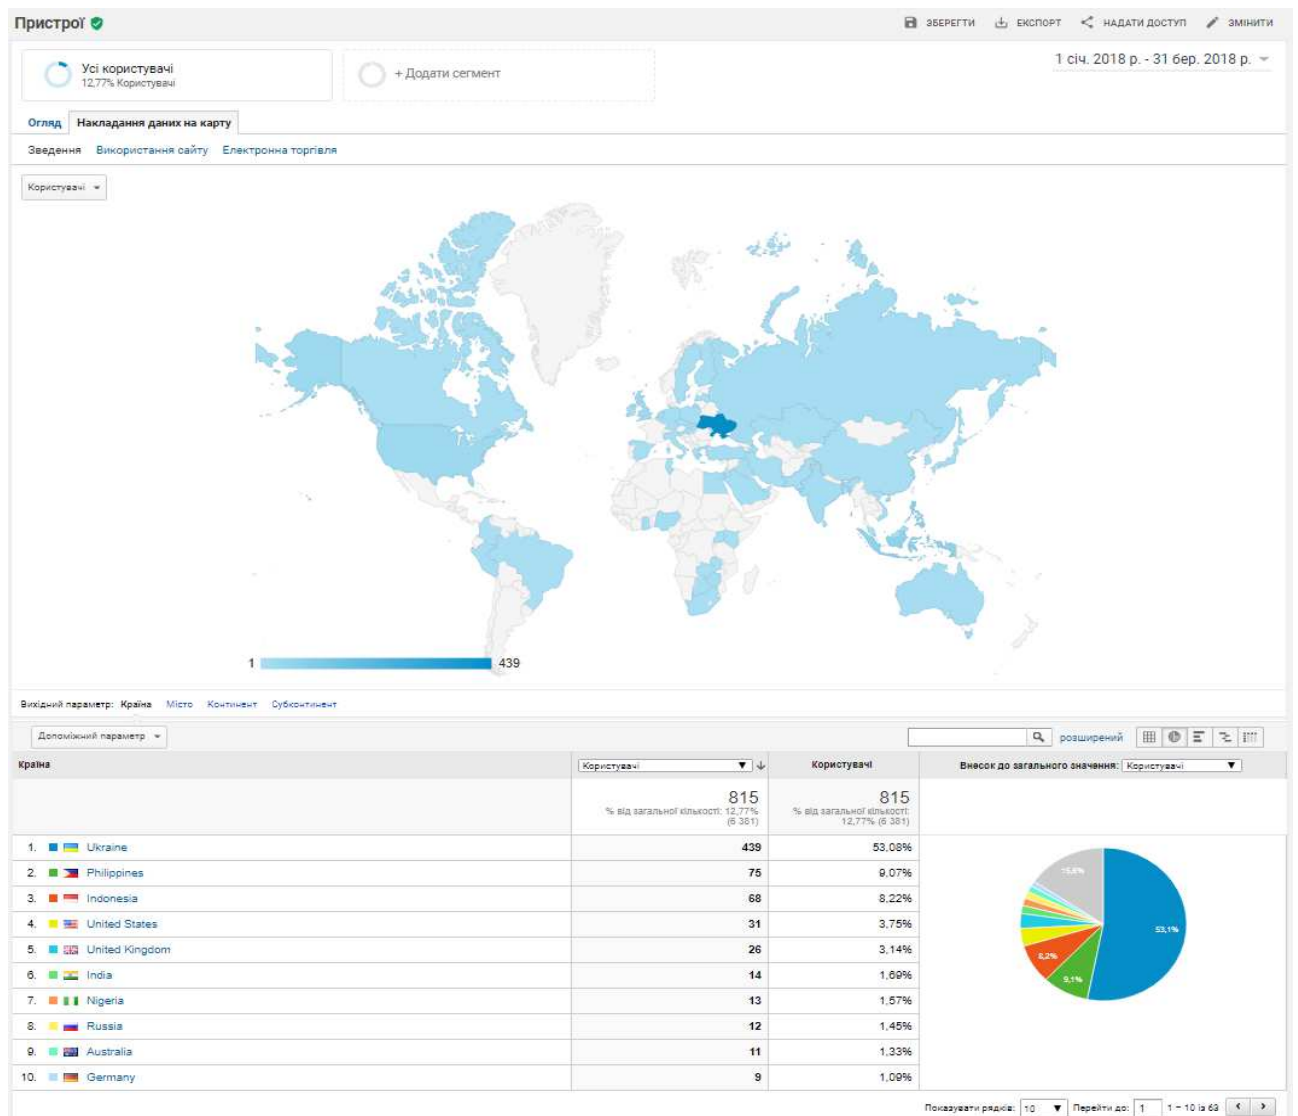 Пристрої
ЗБЕРЕГТИ ЕКСПОРТ НАДАТИ ДОСТУП ЗМІНИТИ
Усі користувачі
12,77% Користувачі
+ Додати сегмент
1 січ. 2018 р. - 31 бер. 2018 р.
Огляд Накладання даних на карту
Зведення Використання сайту Електронна торгівля
Користувачі
1 439
Вихідний параметр: Країна Місто Континент Субконтинент
Допоміжний параметр розширений
Країна Користувачі Користувачі Внесок до загального значення: Користувачі
815 815
% від загальної кількості: 12,77% (6 381) % від загальної кількості: 12,77% (6 381)
1. Ukraine 439 53,08%
2. Philippines 75 9,07%
3. Indonesia 68 8,22%
4. United States 31 3,75%
5. United Kingdom 26 3,14%
6. India 14 1,69%
7. Nigeria 13 1,57%
8. Russia 12 1,45%
9. Australia 11 1,33%
10. Germany 9 1,09%
15,6%
53,1%
8,2%
9,1%
Показувати рядків: 10 Перейти до: 1 1 – 10 із 63